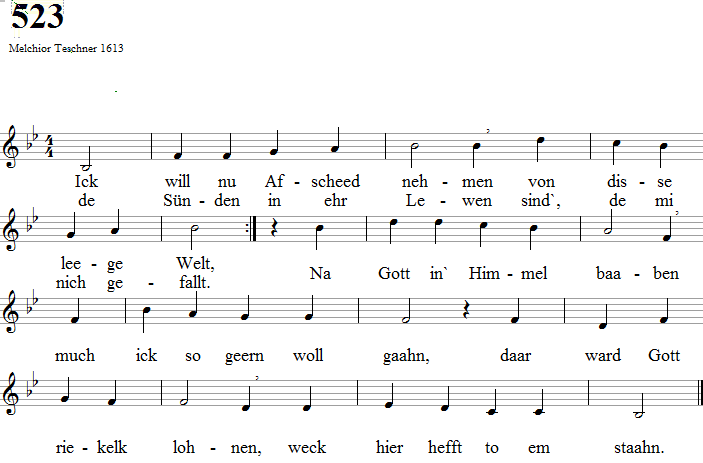 523
Melchior Teschner 1613
4
4
Ick will nu Af - scheed neh - men von dis - se
de Sün - den in ehr Le - wen sind`, de mi
lee - ge Welt, Na Gott in` Him - mel baa - ben
nich ge - fallt.
much ick so geern woll gaahn, daar ward Gott
rie - kelk loh - nen, weck hier hefft to em staahn.